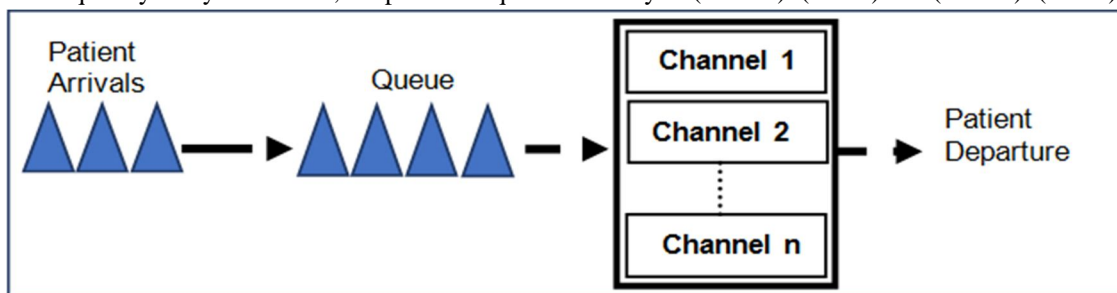 Patient
Arrivals
Queue
Channel 1
Channel 2
Channel n
Patient
Departure